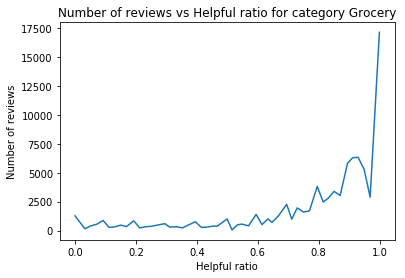 Number of reviews vs Helpful ratio for category Grocery
17500
15000
12500
10000
7500
5000
2500
0
Number of reviews
0.0 0.2 0.4 0.6 0.8 1.0
Helpful ratio